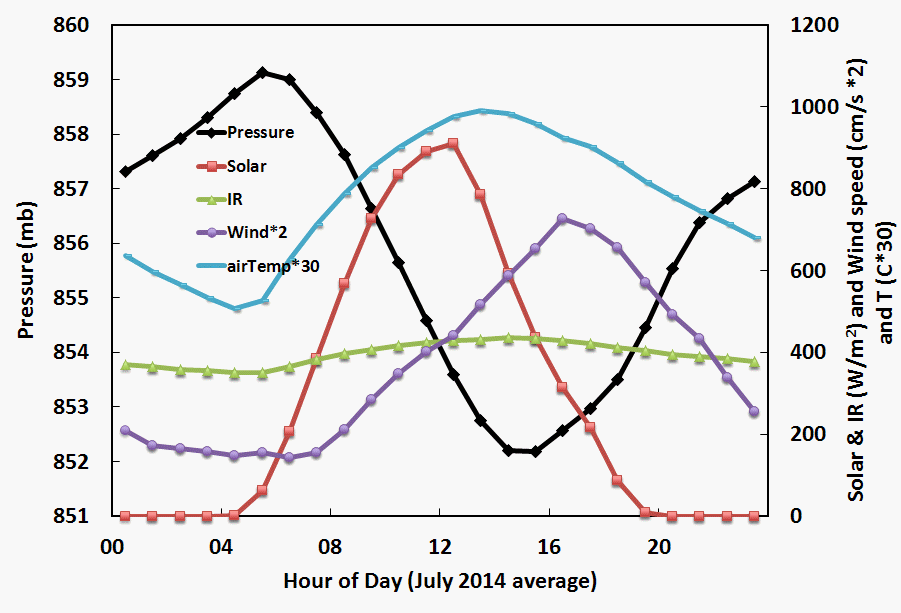 860
859
858
857
856
855
854
853
852
851
Pressure (mb)
Pressure
Solar
IR
Wind*2
airTemp*30
1200
1000
800
600
400
200
0
Solar & IR (W/m2) and Wind speed (cm/s *2)
and T (C*30)
00 04 08 12 16 20
Hour of Day (July 2014 average)